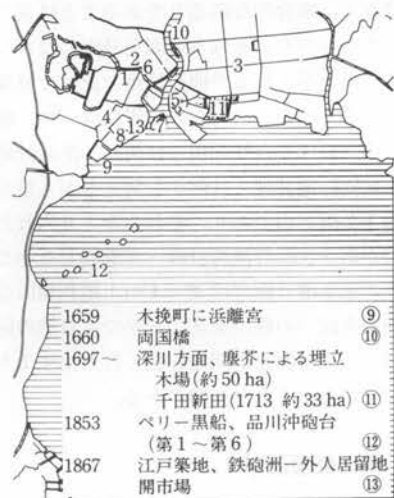 10
2
6
3
1
5
11
4
13
7
8
9
12
1659 木挽町に浜離宮 ⑨
1660 両国橋 ⑩
1697～ 深川方面、塵芥による埋立
木場(約50 ha)
千田新田(1713 約33 ha) ⑪
1853 ペリー黒船、品川沖砲台
(第1～第6) ⑫
1867 江戸築地、鉄砲洲－外人居留地
開市場 ⑬